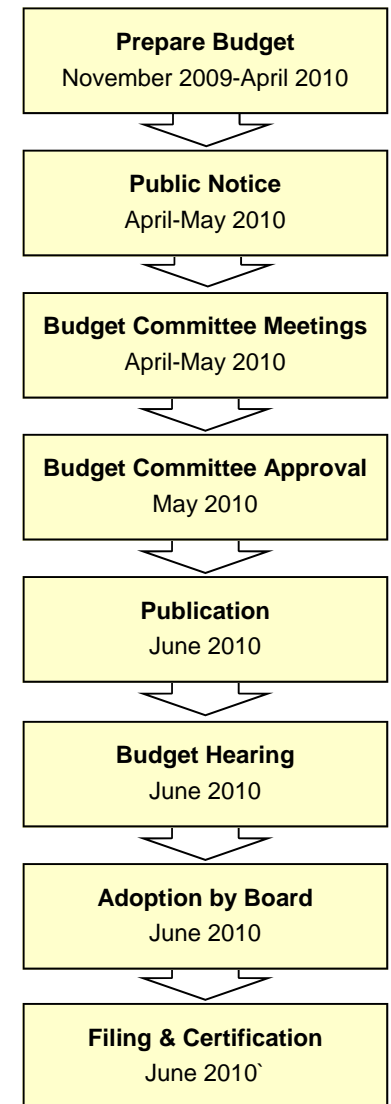 Prepare Budget
November 2009-April 2010
Public Notice
April-May 2010
Budget Committee Meetings
April-May 2010
Budget Committee Approval
May 2010
Publication
June 2010
Budget Hearing
June 2010
Adoption by Board
June 2010
Filing & Certification
June 2010`